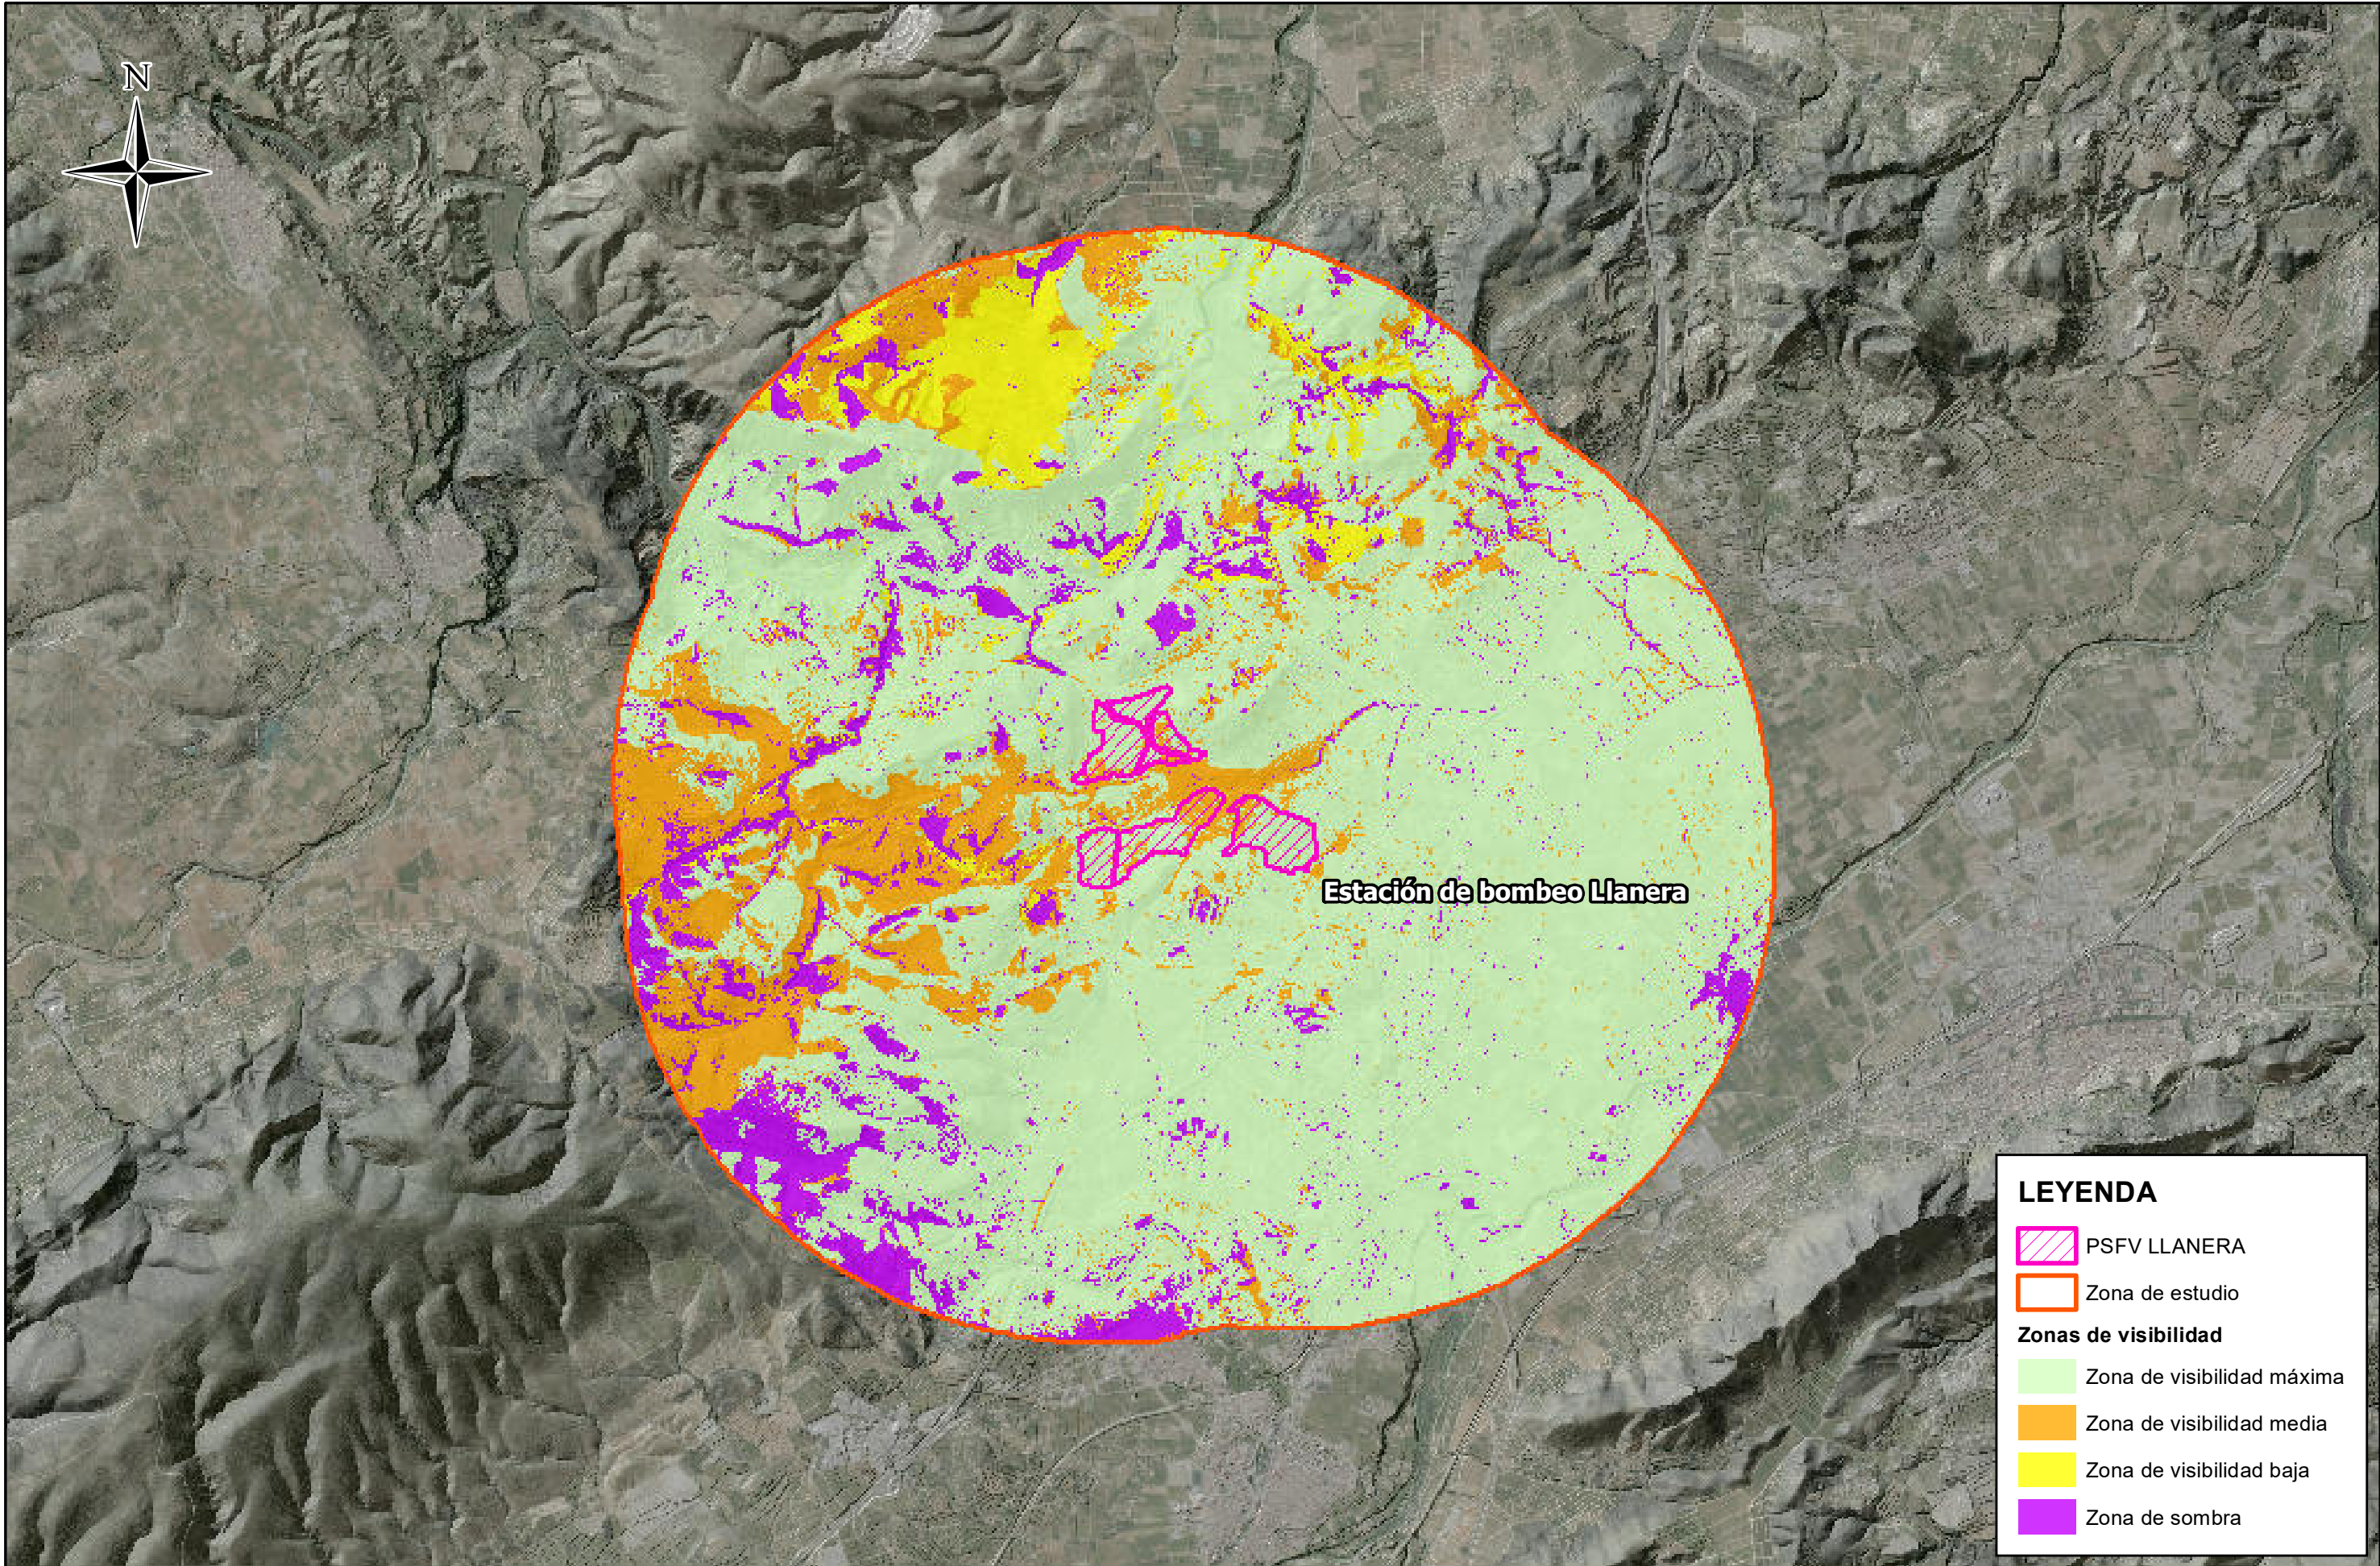 N
Estación de bombeo Llanera
LEYENDA
PSFV LLANERA
Zona de estudio
Zonas de visibilidad
Zona de visibilidad máxima
Zona de visibilidad media
Zona de visibilidad baja
Zona de sombra